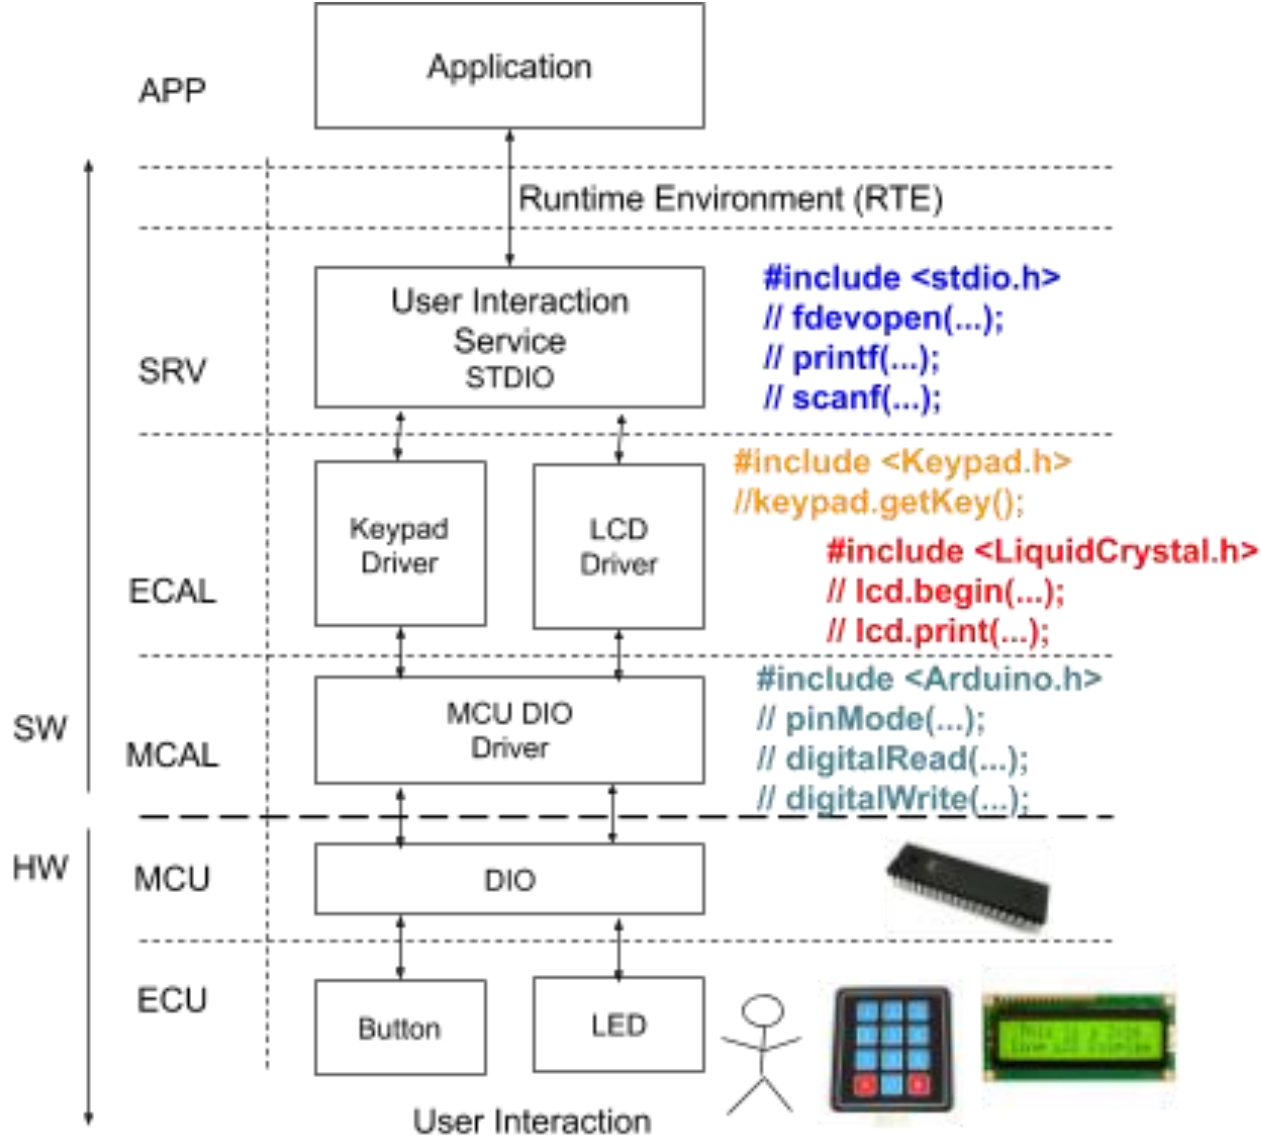 Application
APP
Runtime Environment (RTE)
User Interaction
Service
STDIO
SRV
#include <stdio.h>
// fdevopen(...);
// printf(...);
// scanf(...);
#include <Keypad.h>
//keypad.getKey();
Keypad
Driver
LCD
Driver
ECAL
#include <LiquidCrystal.h>
// lcd.begin(...);
// lcd.print(...);
#include <Arduino.h>
// pinMode(...);
// digitalRead(...);
// digitalWrite(...);
MCU DIO
Driver
SW
MCAL
HW
MCU
DIO
ECU
Button
LED
User Interaction